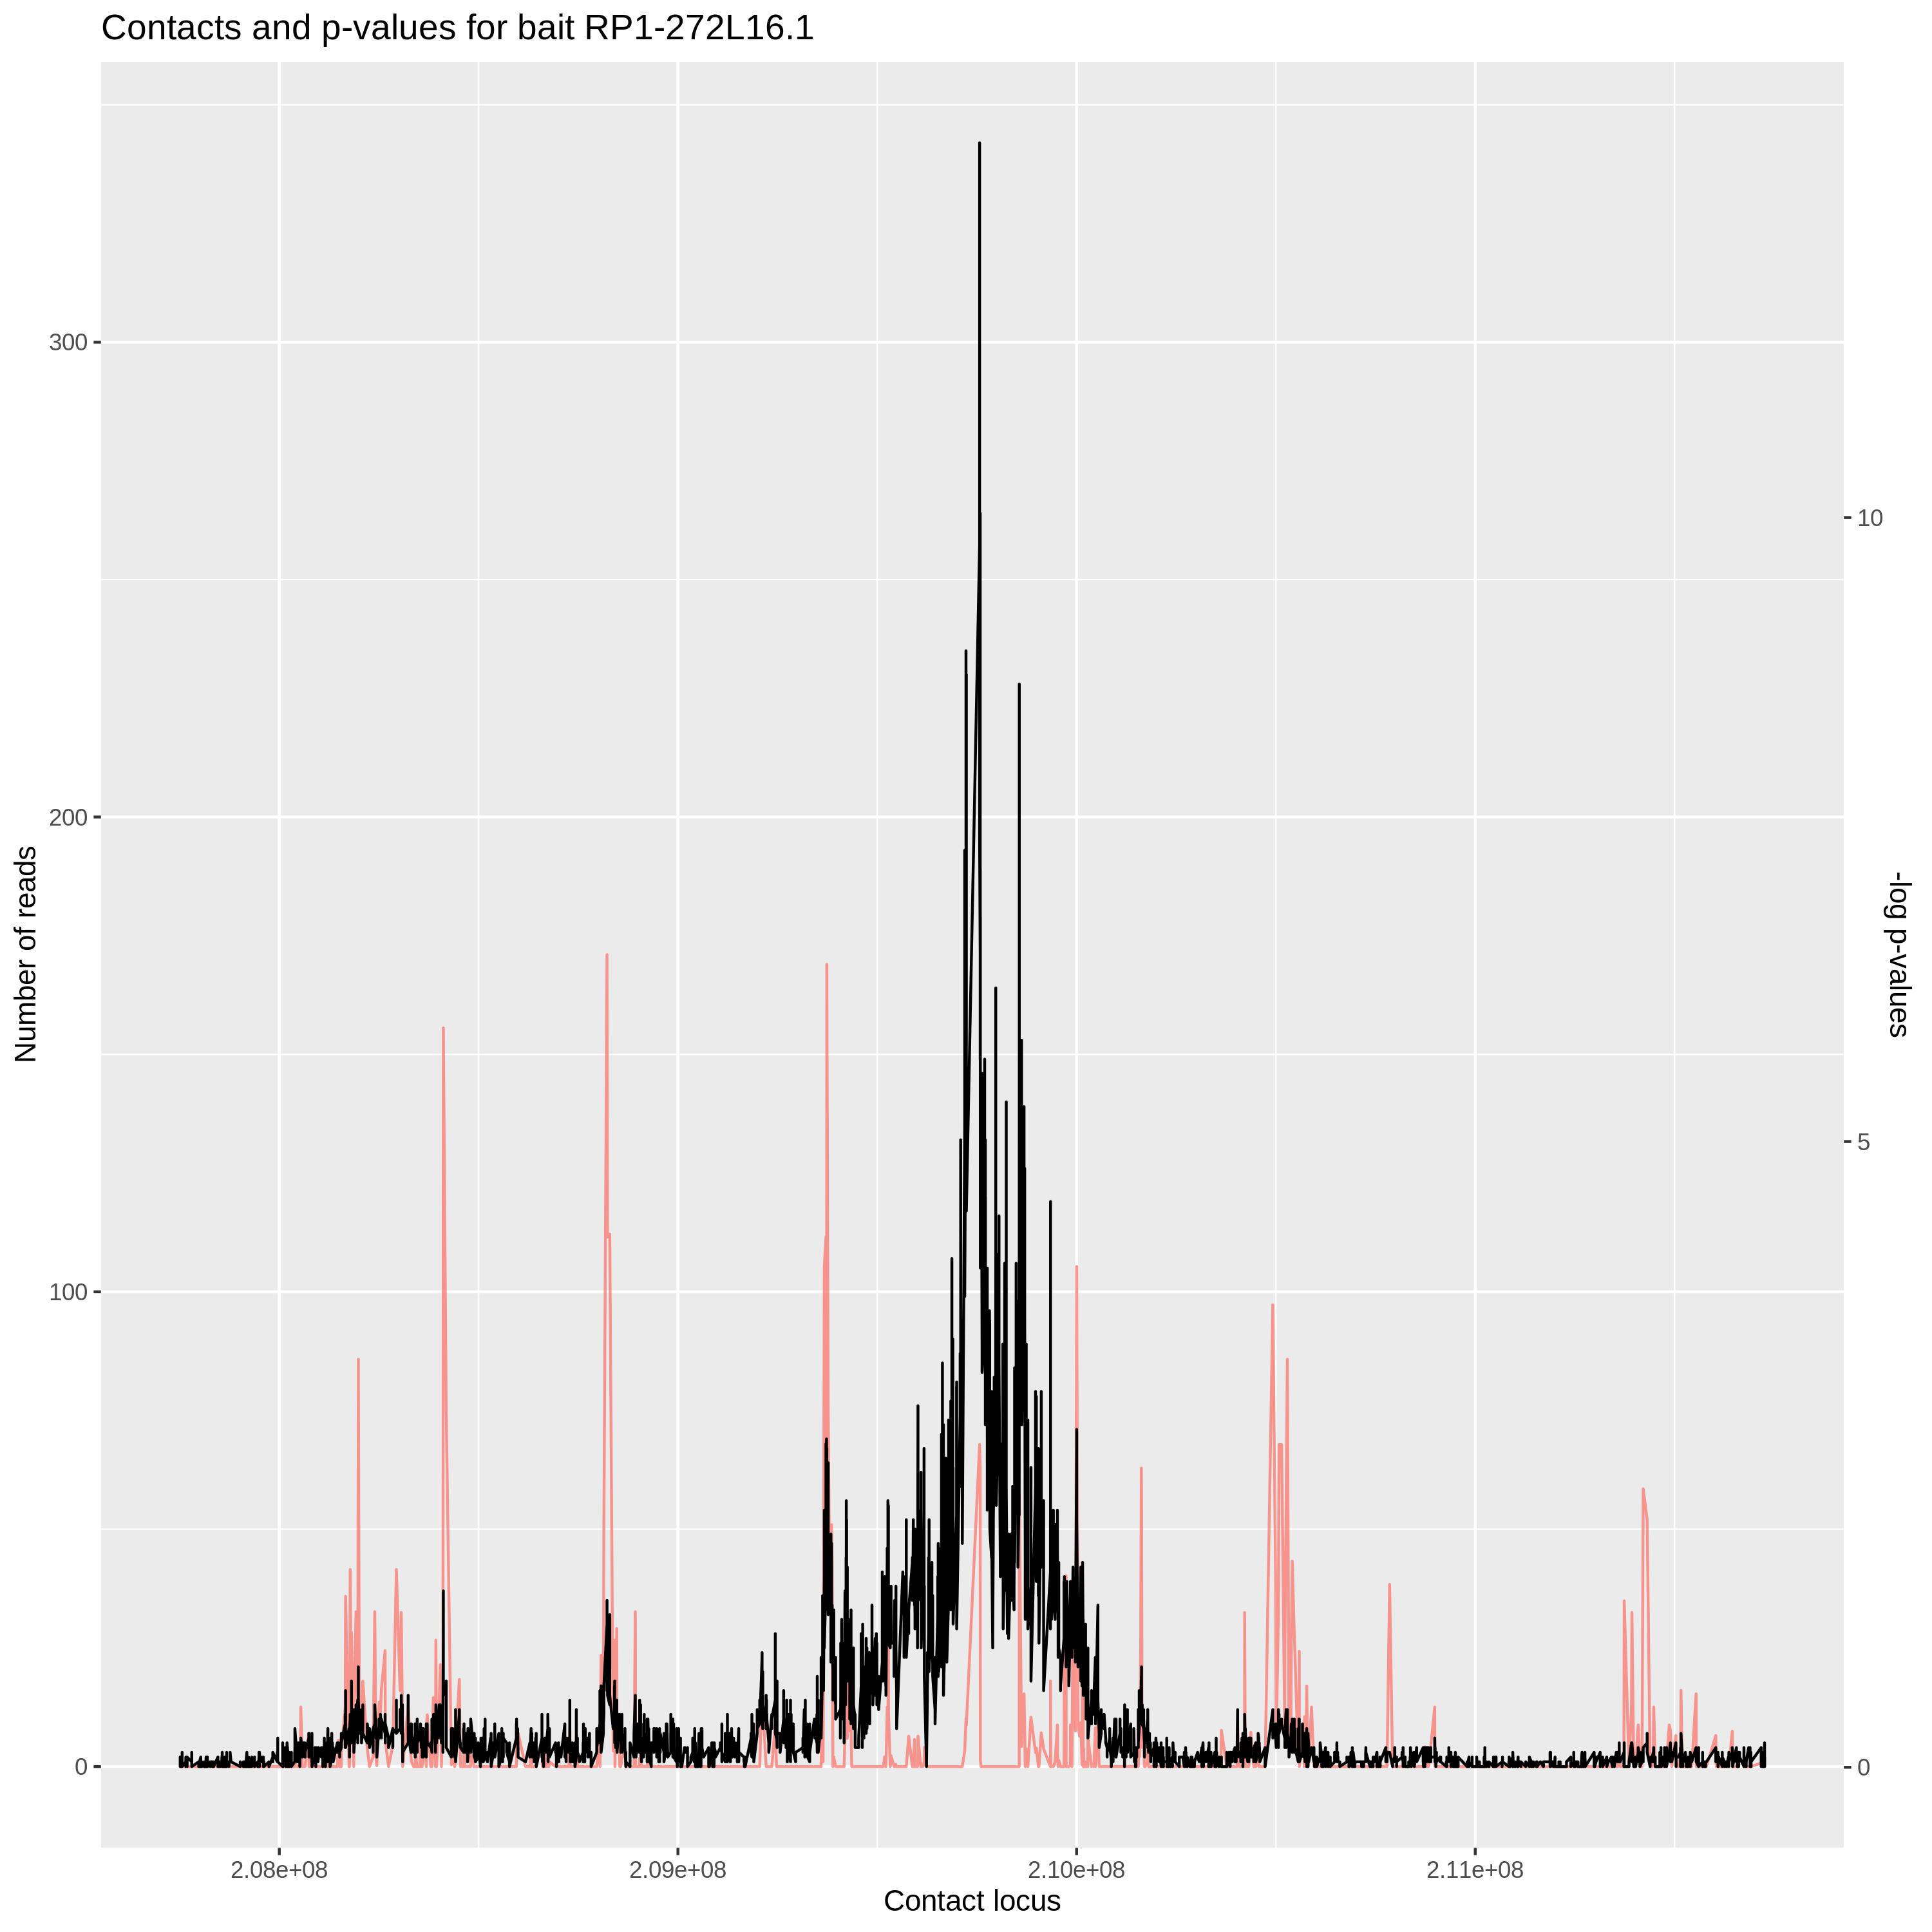 Contacts and p-values for bait RP1-272L16.1
Number of reads
300
200
100
0
10
5
0
-log p-values
2.08e+08 2.09e+08 2.10e+08 2.11e+08
Contact locus